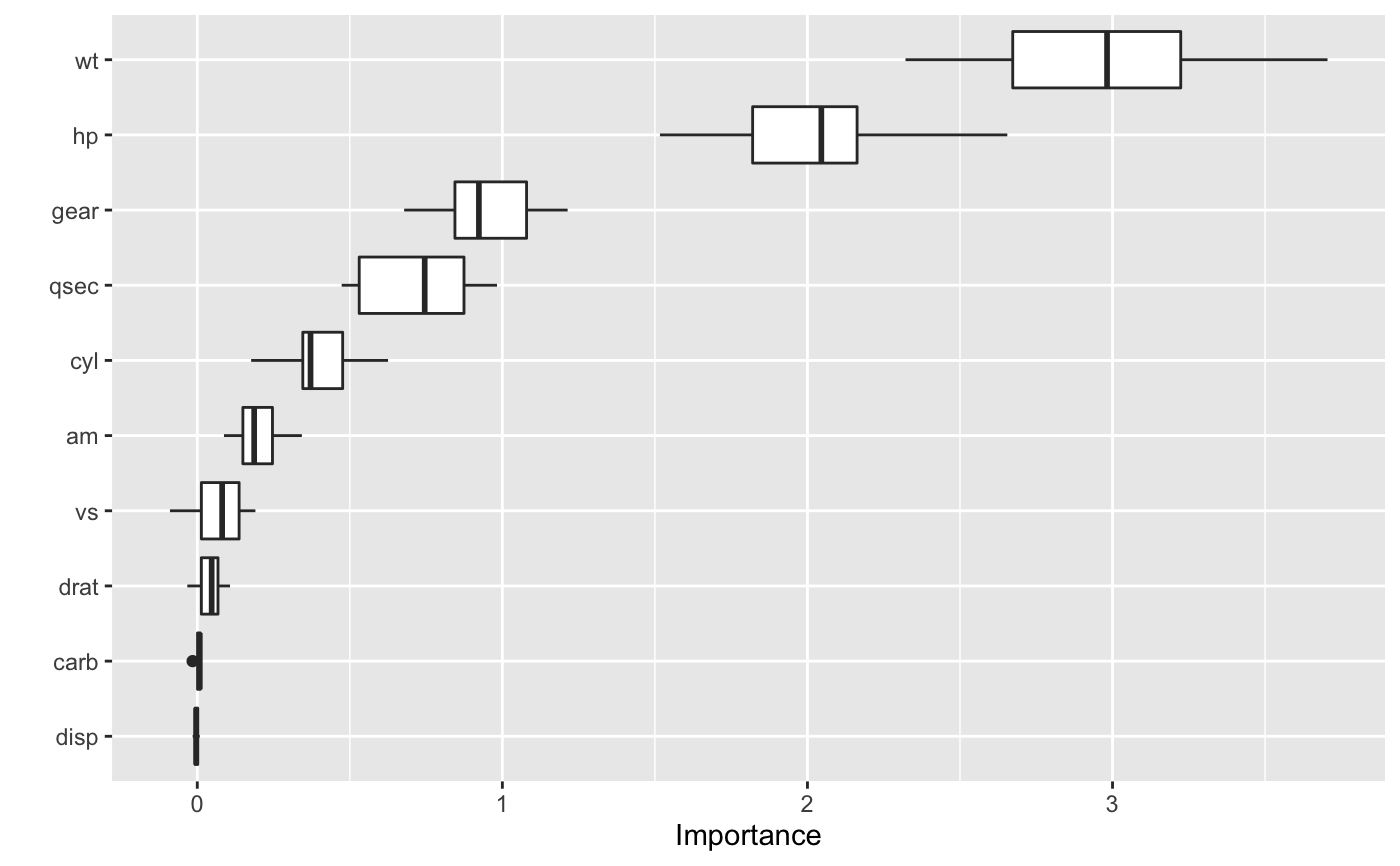 wt
hp
gear
qsec
cyl
am
vs
drat
carb
disp
0 1 2 3
Importance